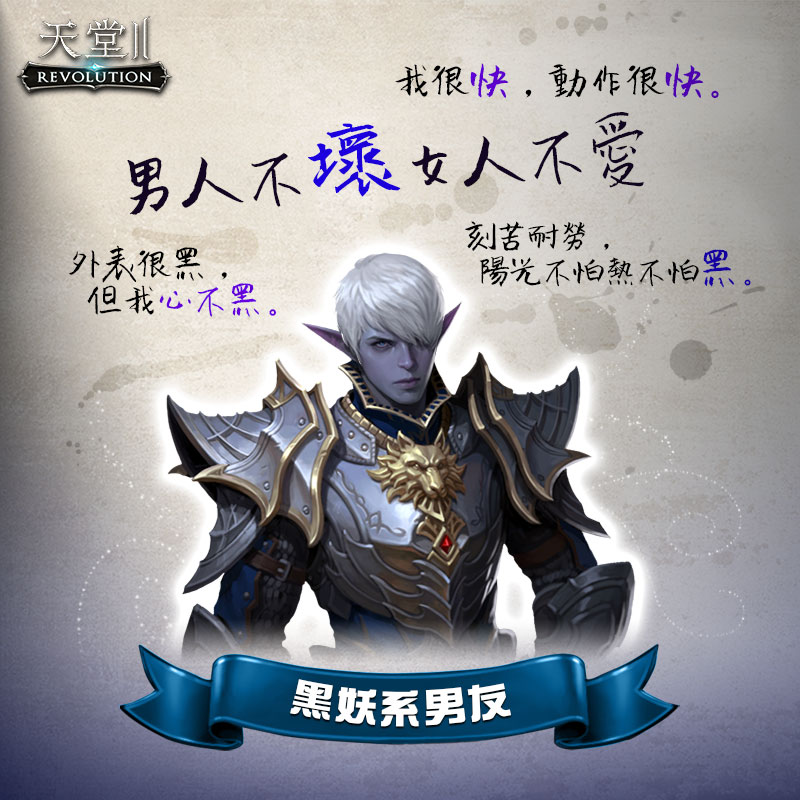 天堂II
REVOLUTION
我很快，動作很快。
男人不壞女人不愛
外表很黑，
但我心不黑。
刻苦耐勞，
陽光不怕熱不怕黑。
黑妖系男友